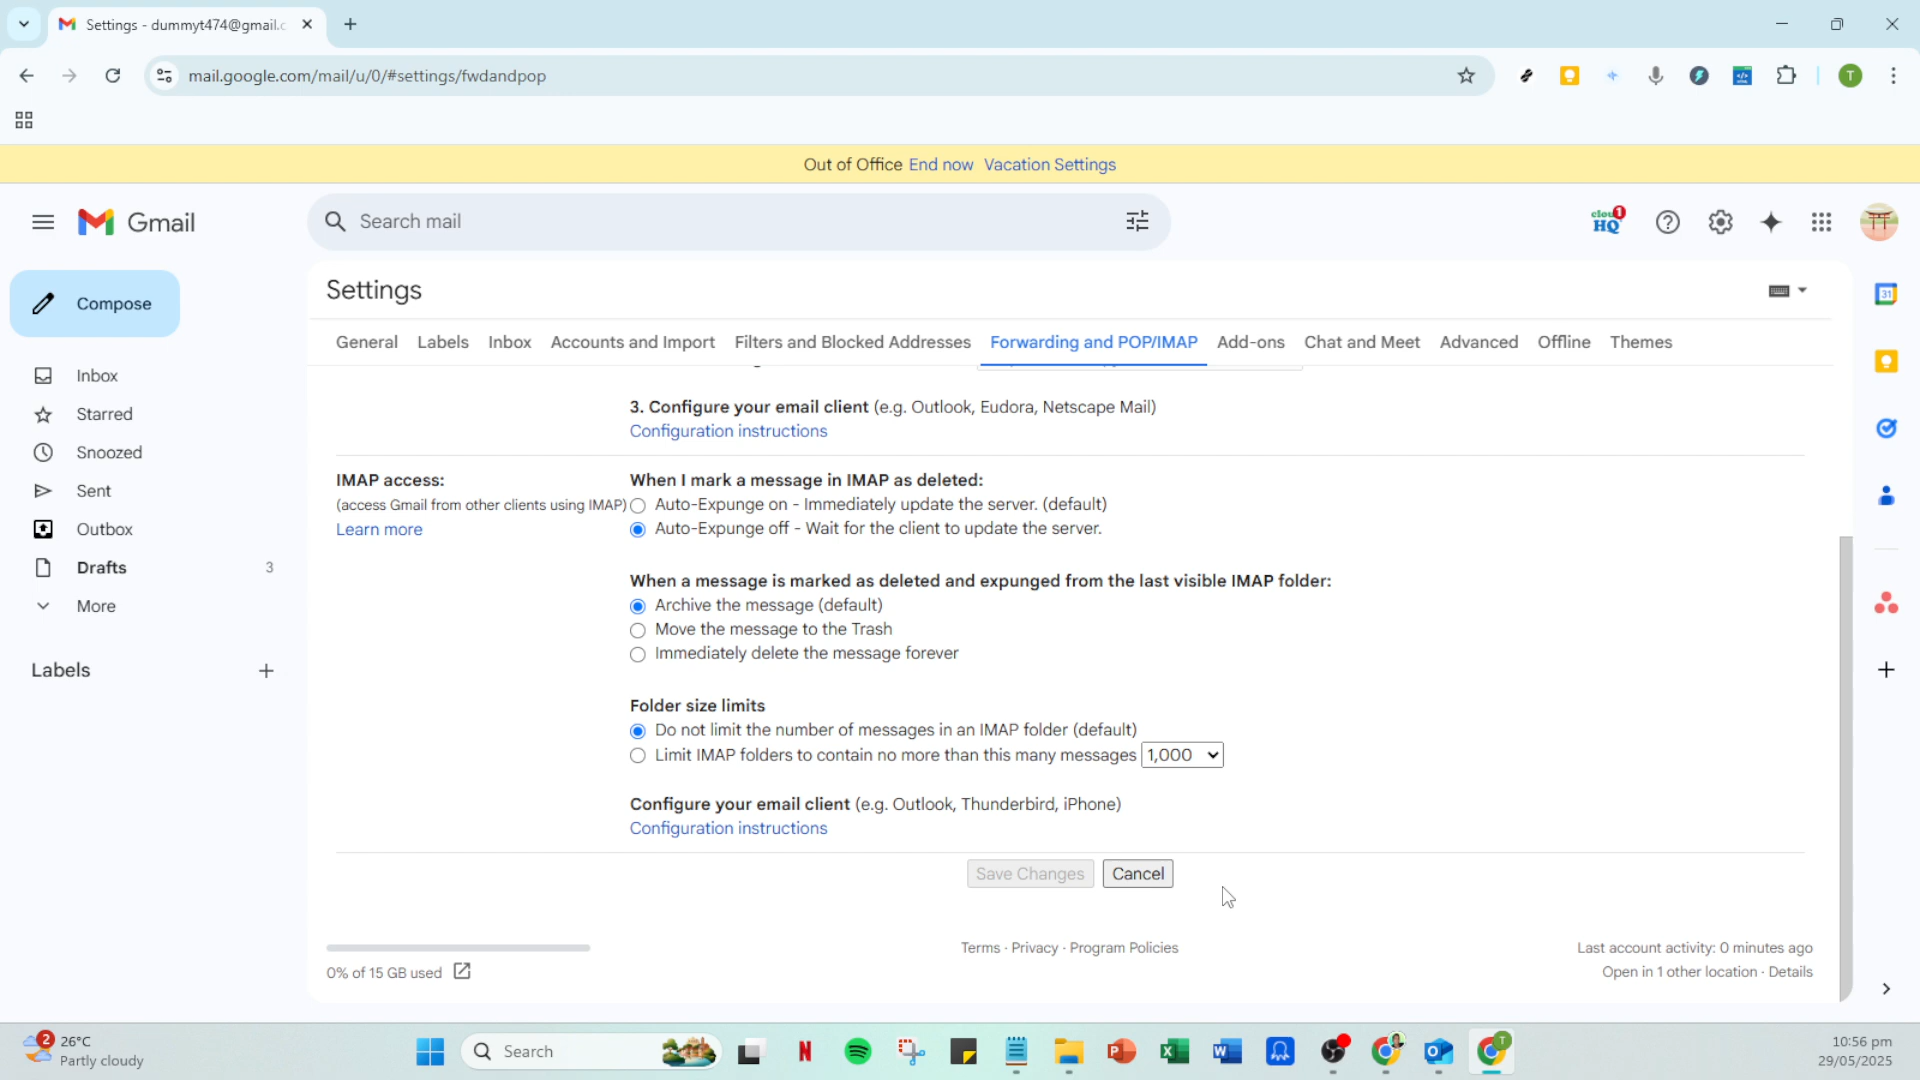 Settings - dummyt474@gmail.c
mail.google.com/mail/u/0/#settings/fwdandpop
T
Out of Office End now Vacation Settings
Gmail
Search mail
clou HQ 1
Compose
Inbox
Starred
Snoozed
Sent
Outbox
Drafts 3
More
Labels
Settings
General Labels Inbox Accounts and Import Filters and Blocked Addresses Forwarding and POP/IMAP Add-ons Chat and Meet Advanced Offline Themes
3. Configure your email client (e.g. Outlook, Eudora, Netscape Mail)
Configuration instructions
IMAP access:
(access Gmail from other clients using IMAP)
Learn more
When I mark a message in IMAP as deleted:
Auto-Expunge on - Immediately update the server. (default)
Auto-Expunge off - Wait for the client to update the server.
When a message is marked as deleted and expunged from the last visible IMAP folder:
Archive the message (default)
Move the message to the Trash
Immediately delete the message forever
Folder size limits
Do not limit the number of messages in an IMAP folder (default)
Limit IMAP folders to contain no more than this many messages 1,000
Configure your email client (e.g. Outlook, Thunderbird, iPhone)
Configuration instructions
Save Changes Cancel
0% of 15 GB used
Terms · Privacy · Program Policies
Last account activity: 0 minutes ago
Open in 1 other location · Details
31
2
26°C
Partly cloudy
Search
10:56 pm
29/05/2025